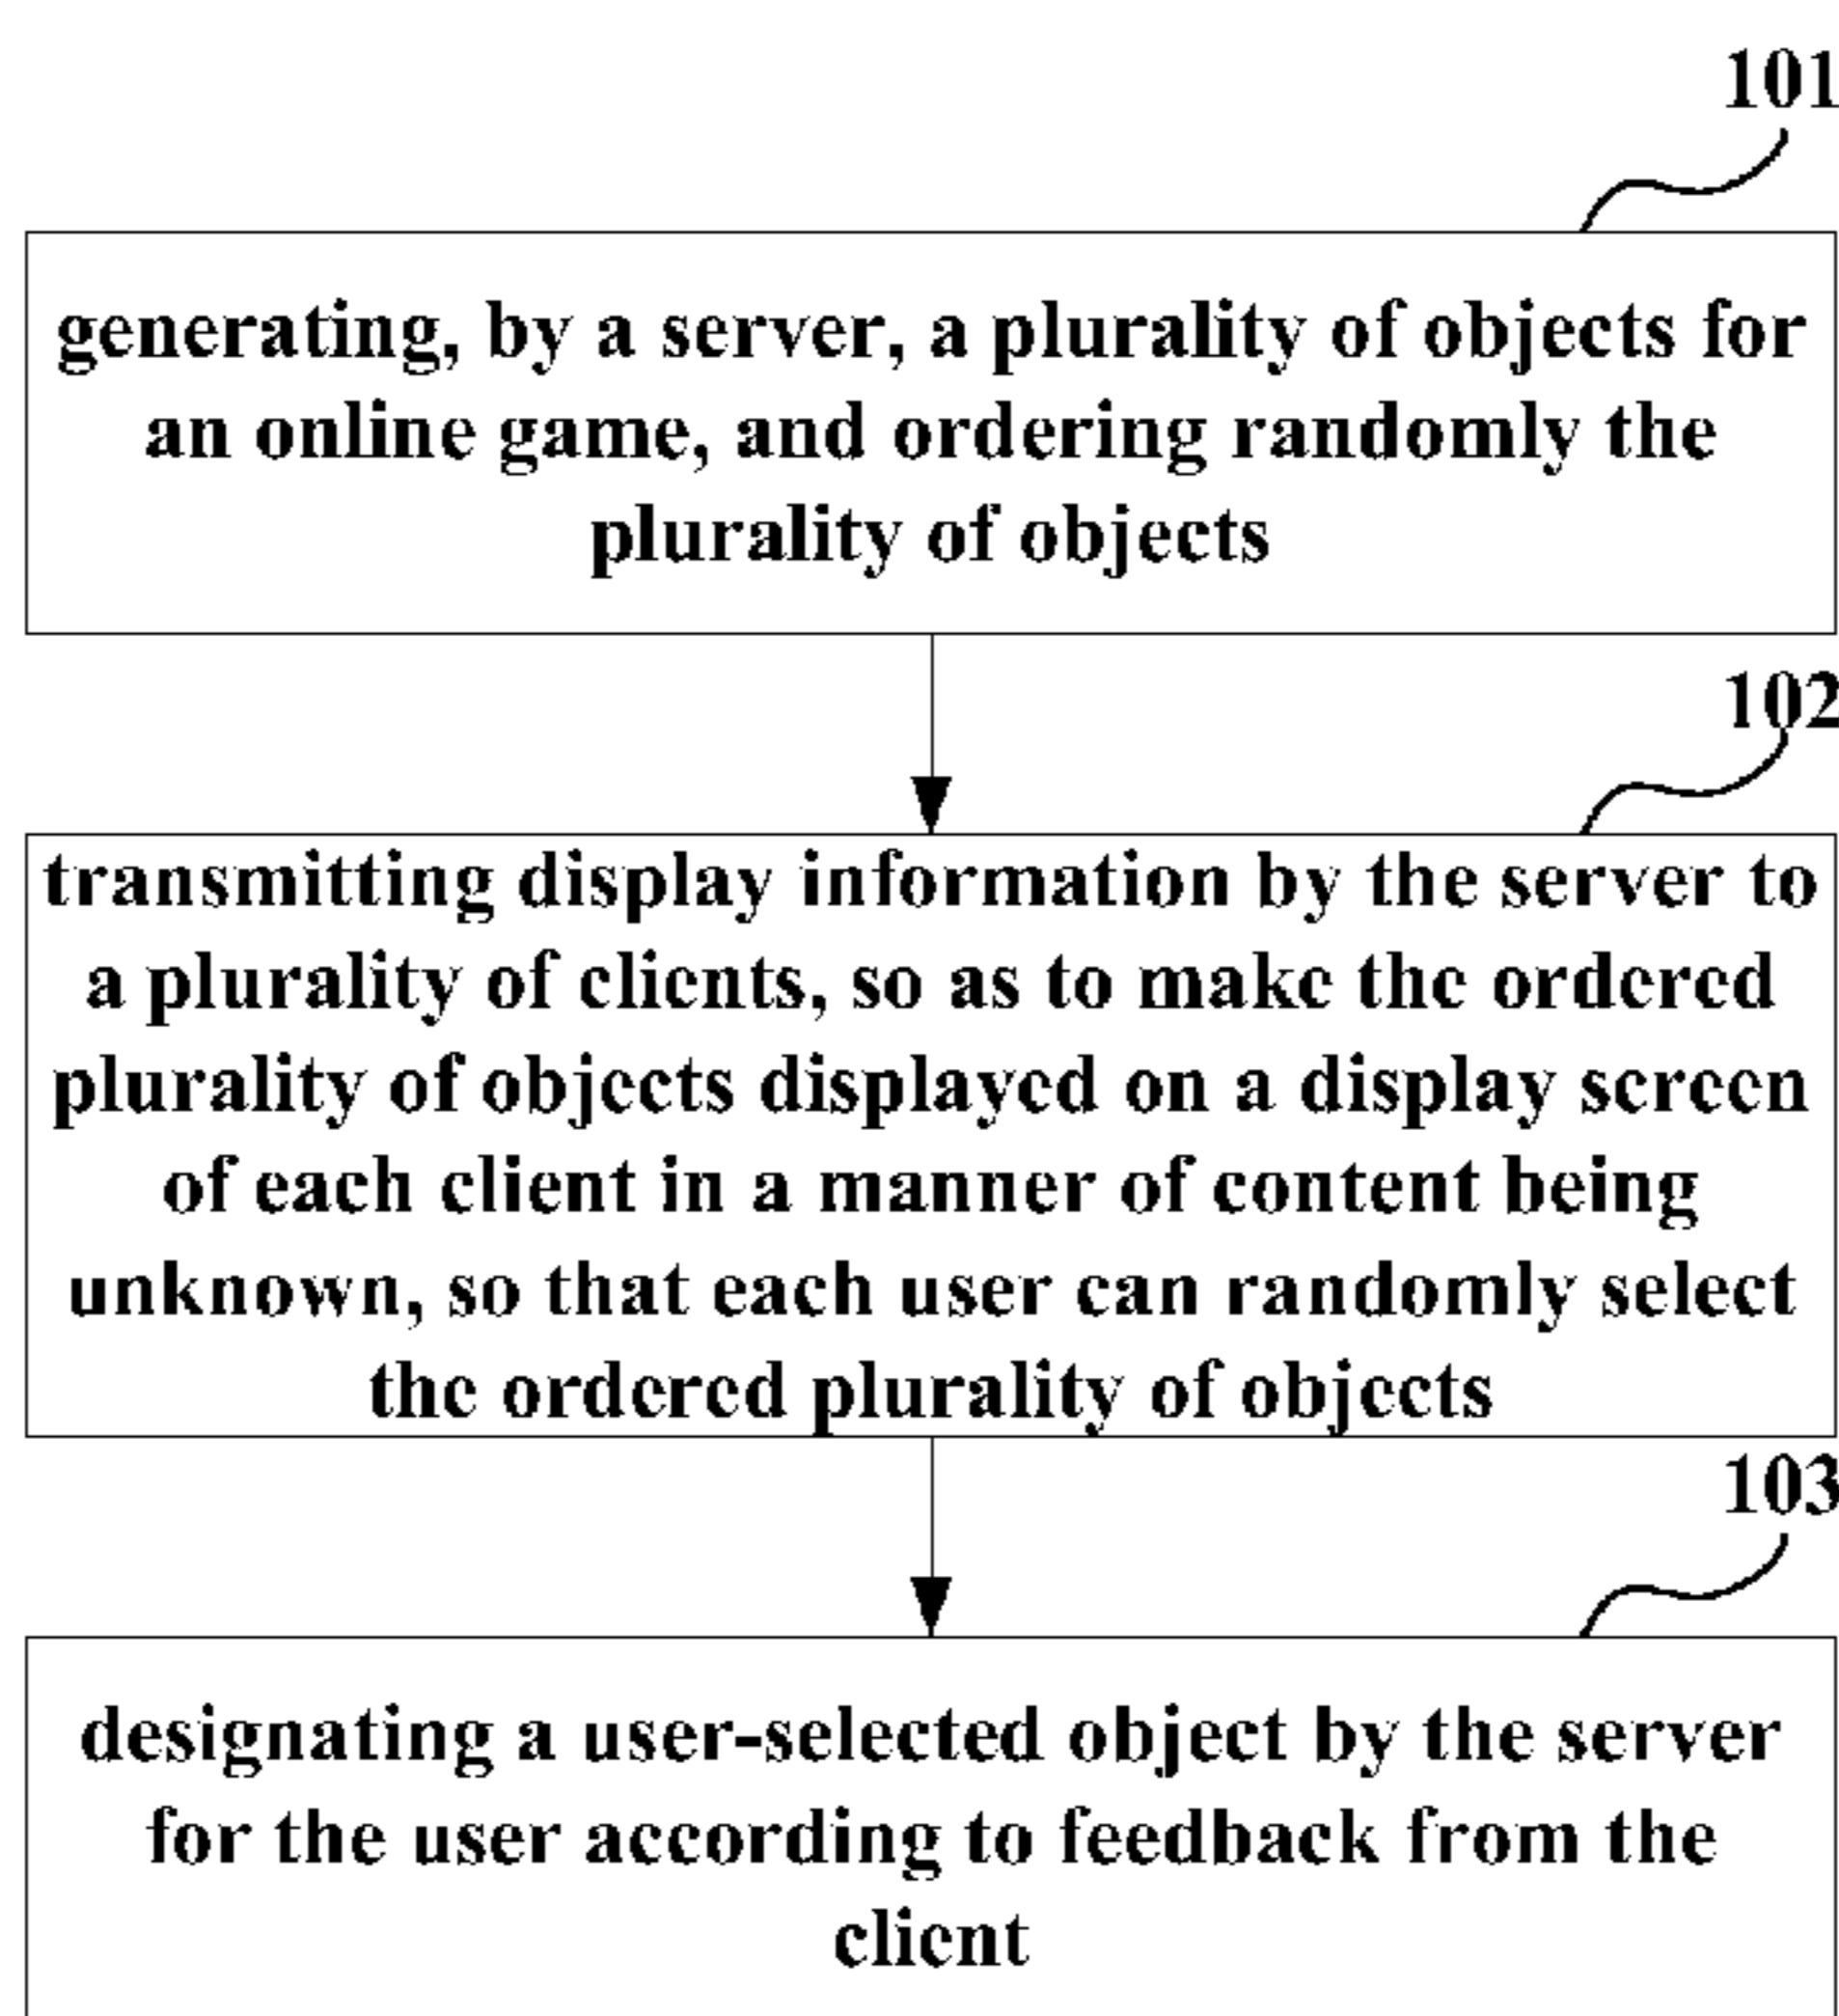 101
generating, by a server, a plurality of objects for
an online game, and ordering randomly the
plurality of objects
102
transmitting display information by the server to
a plurality of clients, so as to make the ordered
plurality of objects displayed on a display screen
of each client in a manner of content being
unknown, so that each user can randomly select
the ordered plurality of objects
103
designating a user-selected object by the server
for the user according to feedback from the
client